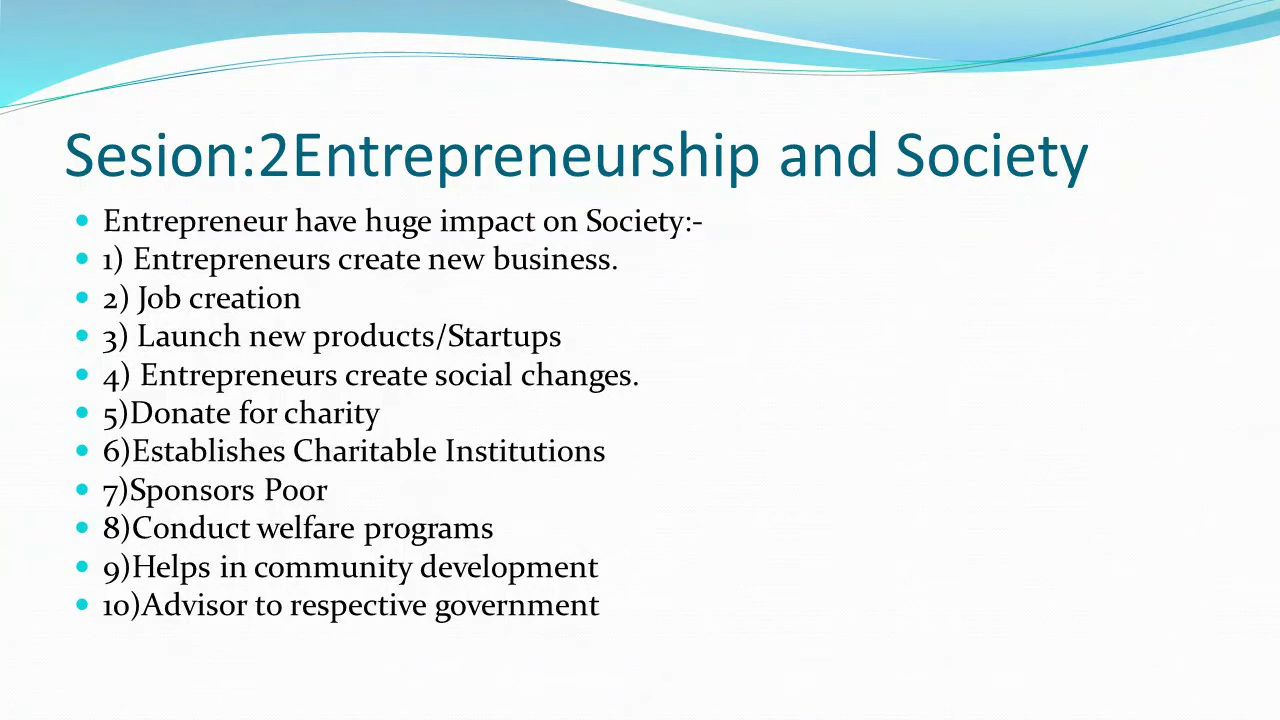 Sesion:2Entrepreneurship and Society
Entrepreneur have huge impact on Society:-
1) Entrepreneurs create new business.
2) Job creation
3) Launch new products/Startups
4) Entrepreneurs create social changes.
5)Donate for charity
6)Establishes Charitable Institutions
7)Sponsors Poor
8)Conduct welfare programs
9)Helps in community development
10)Advisor to respective government